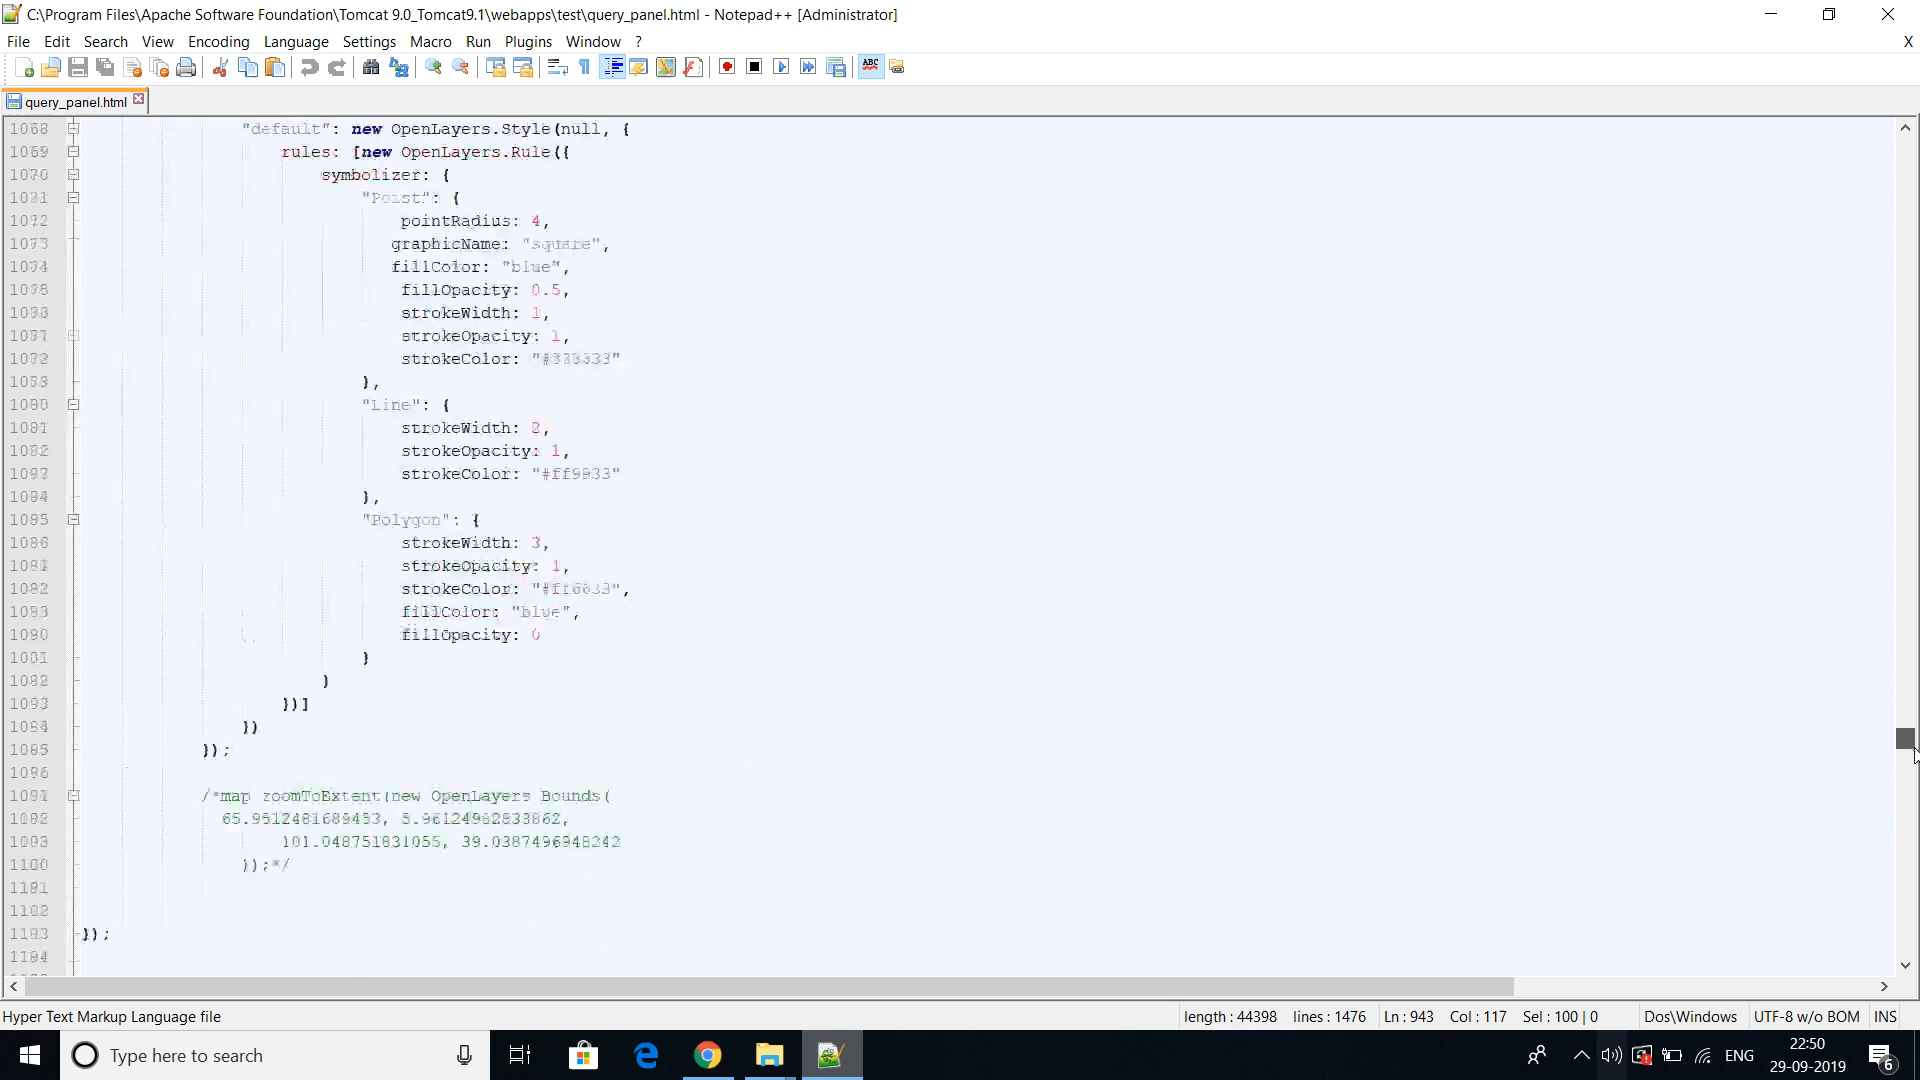 C:\Program Files\Apache Software Foundation\Tomcat 9.0_Tomcat9.1\webapps\test\query_panel.html - Notepad++ [Administrator]
File Edit Search View Encoding Language Settings Macro Run Plugins Window ? X
query_panel.html
"default": new OpenLayers.Style(null, {
rules: [new OpenLayers.Rule({
symbolizer: {
"Point": {
pointRadius: 4,
graphicName: "square",
fillColor: "blue",
fillOpacity: 0.5,
strokeWidth: 1,
strokeOpacity: 1,
strokeColor: "#333333"
},
"Line": {
strokeWidth: 2,
strokeOpacity: 1,
strokeColor: "#ff9933"
},
"Polygon": {
strokeWidth: 3,
strokeOpacity: 1,
strokeColor: "#ff6633",
fillColor: "blue",
fillOpacity: 0
}
}
})]
})
});
/*map zoomToExtent(new OpenLayers Bounds(
65.9512481689453, 5.96124982833862,
101.048751831055, 39.0387496948242
));*/
});
Hyper Text Markup Language file length : 44398 lines : 1476 Ln : 943 Col : 117 Sel : 100 | 0 Dos\Windows UTF-8 w/o BOM INS
Type here to search ENG 22:50
29-09-2019 6